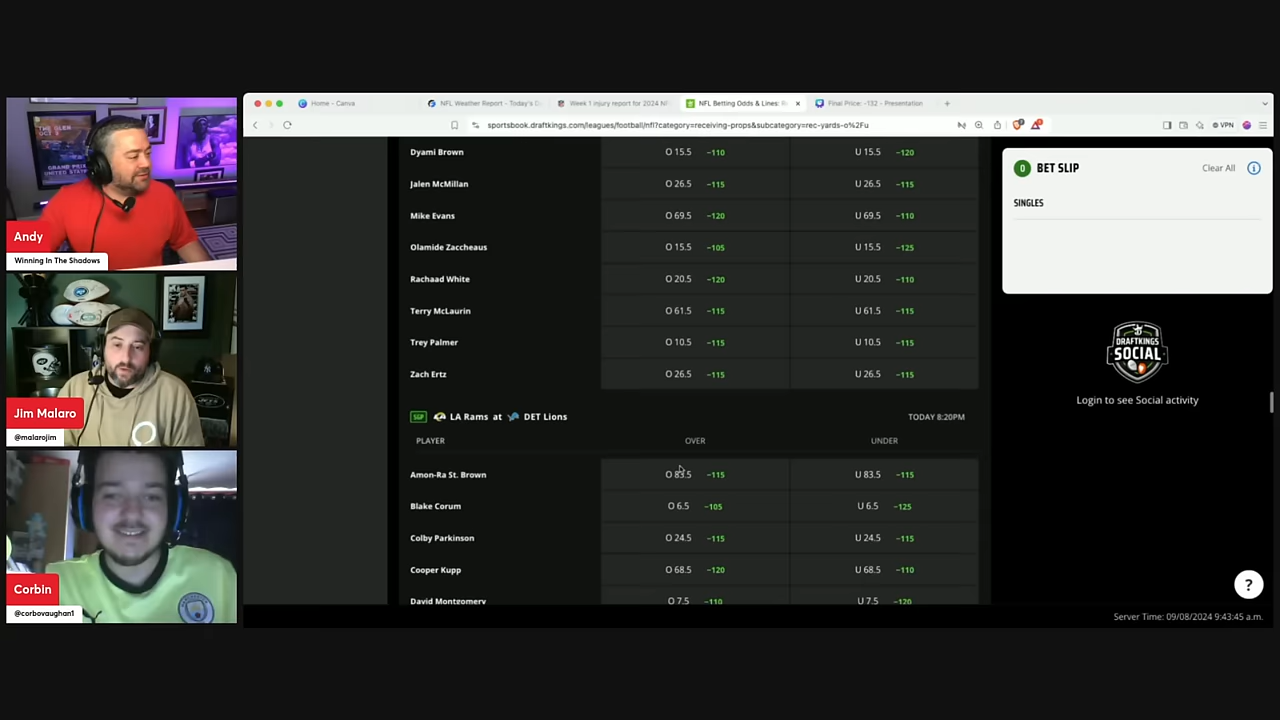 Home - Canva
NFL Weather Report - Today's D
Week 1 injury report for 2024 NF
NFL Betting Odds & Lines: R
Final Price: -132 - Presentation
sportsbook.draftkings.com/leagues/football/nfl?category=receiving-props&subcategory=rec-yards-o%2Fu
VPN
Dyami Brown O 15.5 -110 U 15.5 -120
Jalen McMillan O 26.5 -115 U 26.5 -115
Mike Evans O 69.5 -120 U 69.5 -110
Olamide Zaccheaus O 15.5 -105 U 15.5 -125
Rachaad White O 20.5 -120 U 20.5 -110
Terry McLaurin O 61.5 -115 U 61.5 -115
Trey Palmer O 10.5 -115 U 10.5 -115
Zach Ertz O 26.5 -115 U 26.5 -115
SGP LA Rams at DET Lions TODAY 8:20PM
PLAYER OVER UNDER
Amon-Ra St. Brown O 83.5 -115 U 83.5 -115
Blake Corum O 6.5 -105 U 6.5 -125
Colby Parkinson O 24.5 -115 U 24.5 -115
Cooper Kupp O 68.5 -120 U 68.5 -110
David Montgomery O 7.5 -110 U 7.5 -120
0 BET SLIP Clear All
SINGLES
DRAFTKINGS
SOCIAL
Login to see Social activity
?
Server Time: 09/08/2024 9:43:45 a.m.
THE GLEN
GRAND PRIX
UNITED STATES
Andy
Winning In The Shadows
Jim Malaro
@malarojim
Corbin
@corbovaughan1